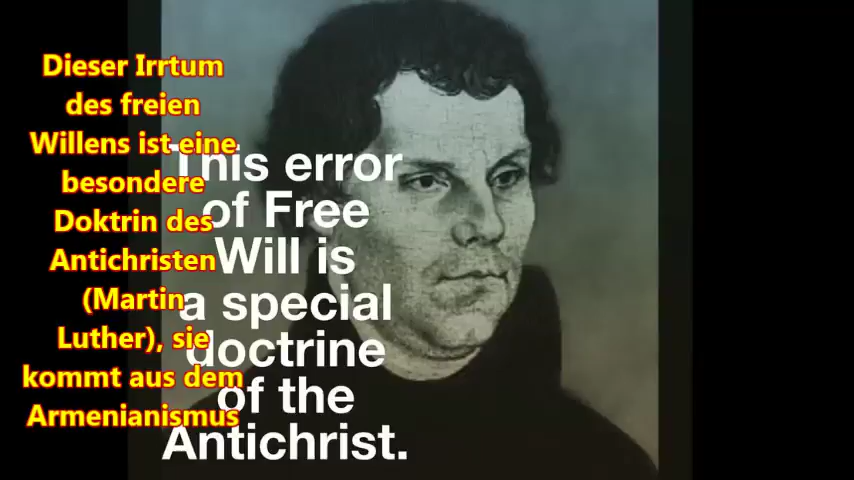 Dieser Irrtum
des freien
Willens ist eine
besondere
Doktrin des
Antichristen
(Martin
Luther), sie
kommt aus dem
Armenianismus
This error
of Free
Will is
a special
doctrine
of the
Antichrist.